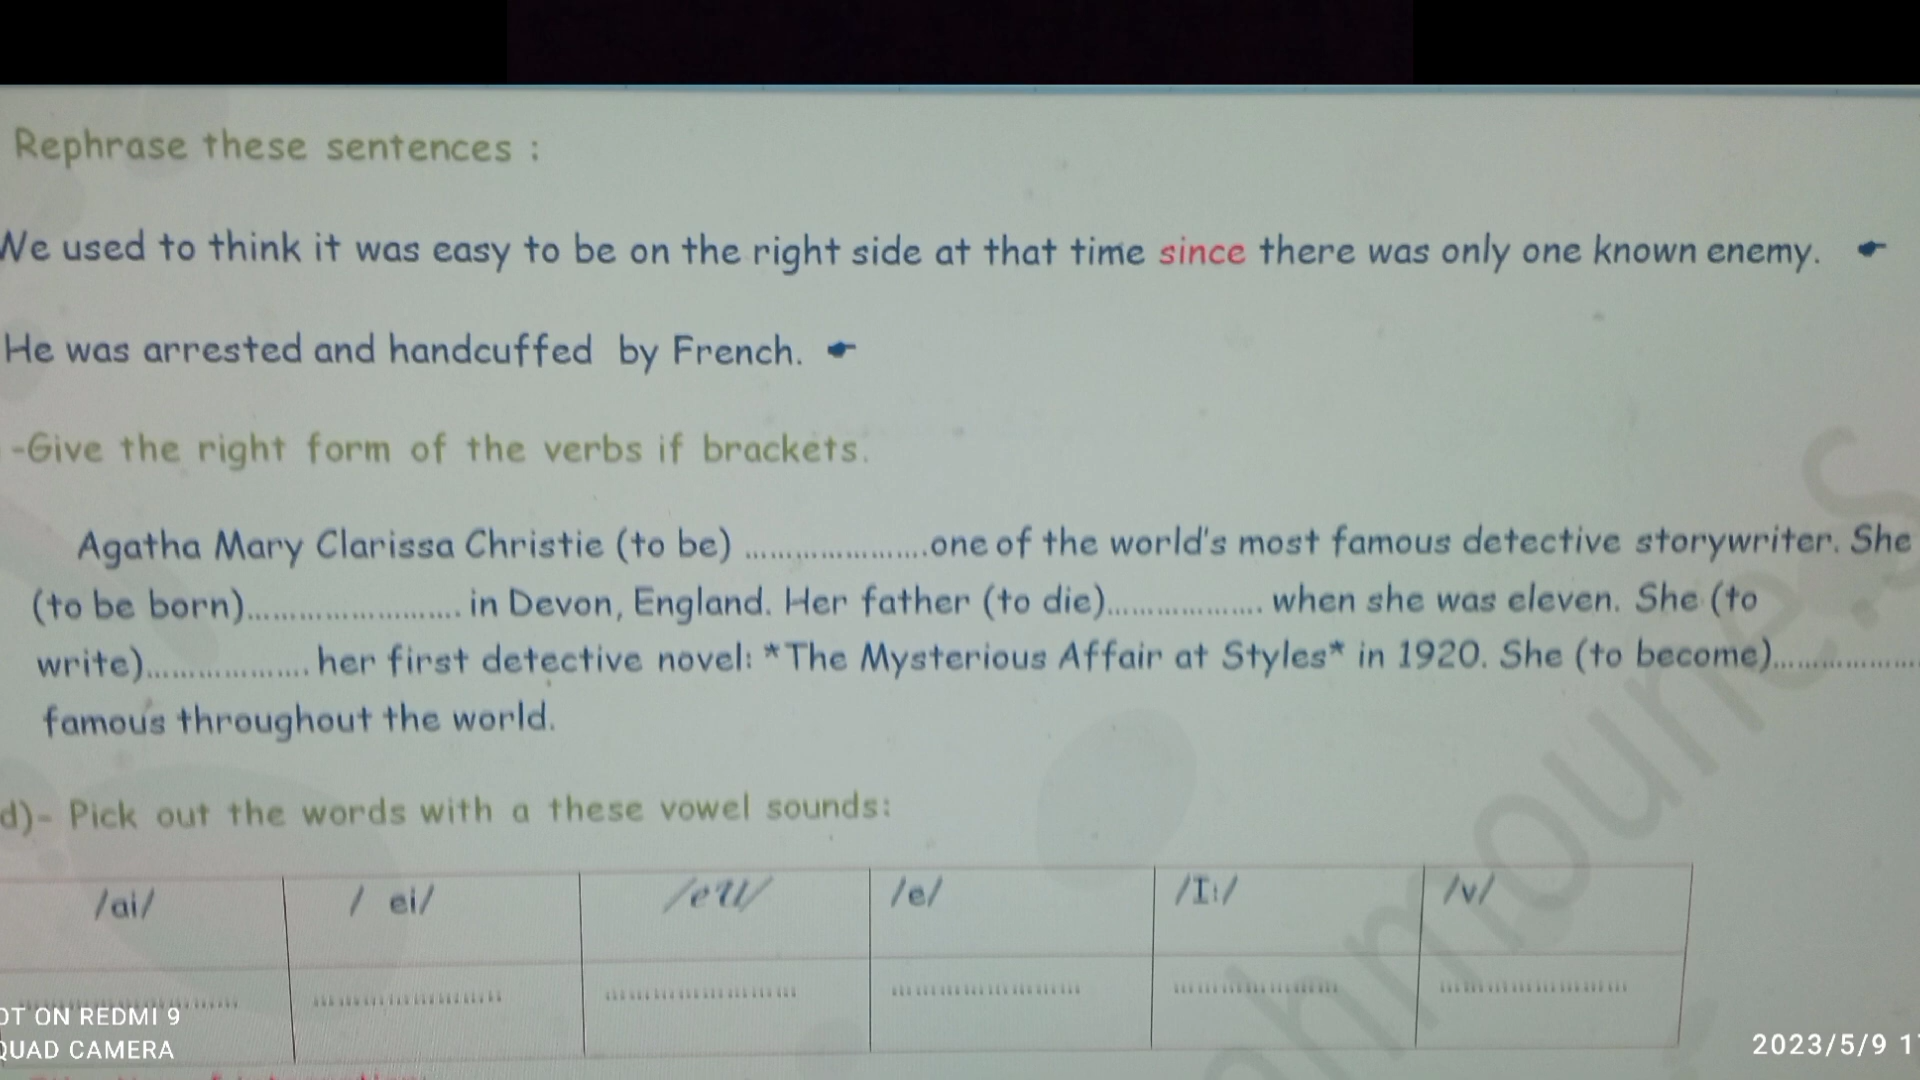 Rephrase these sentences :
We used to think it was easy to be on the right side at that time since there was only one known enemy.
He was arrested and handcuffed by French.
-Give the right form of the verbs if brackets.
Agatha Mary Clarissa Christie (to be) ......................one of the world's most famous detective storywriter. She
(to be born)......................... in Devon, England. Her father (to die).................. when she was eleven. She (to
write)................... her first detective novel: *The Mysterious Affair at Styles* in 1920. She (to become)..................
famous throughout the world.
d)- Pick out the words with a these vowel sounds:
/ai/ / ei/ /eU/ /e/ /I:/ /v/
........................ ........................ ........................ ........................ ........................ ........................
OT ON REDMI 9
QUAD CAMERA
2023/5/9 1